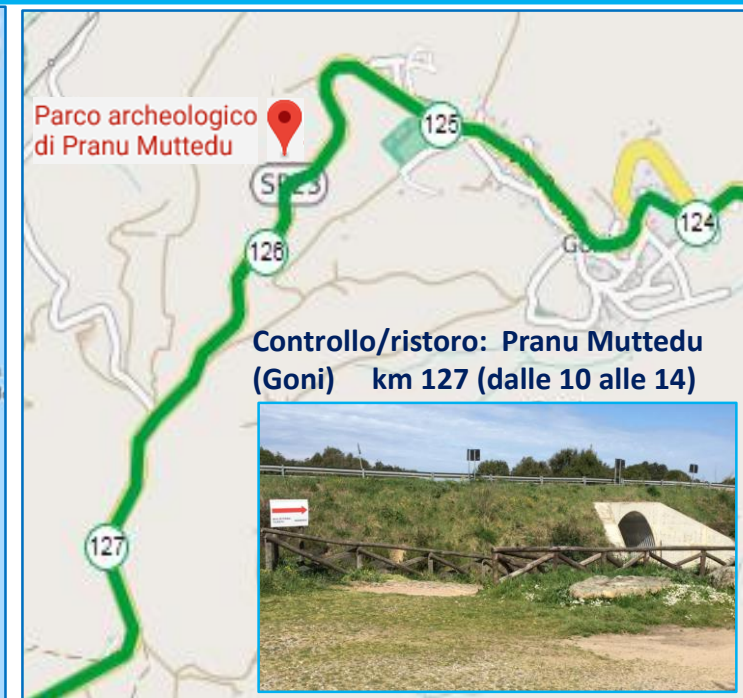 Parco archeologico
di Pranu Muttedu
125
124
126
Controllo/ristoro: Pranu Muttedu
(Goni) km 127 (dalle 10 alle 14)
127